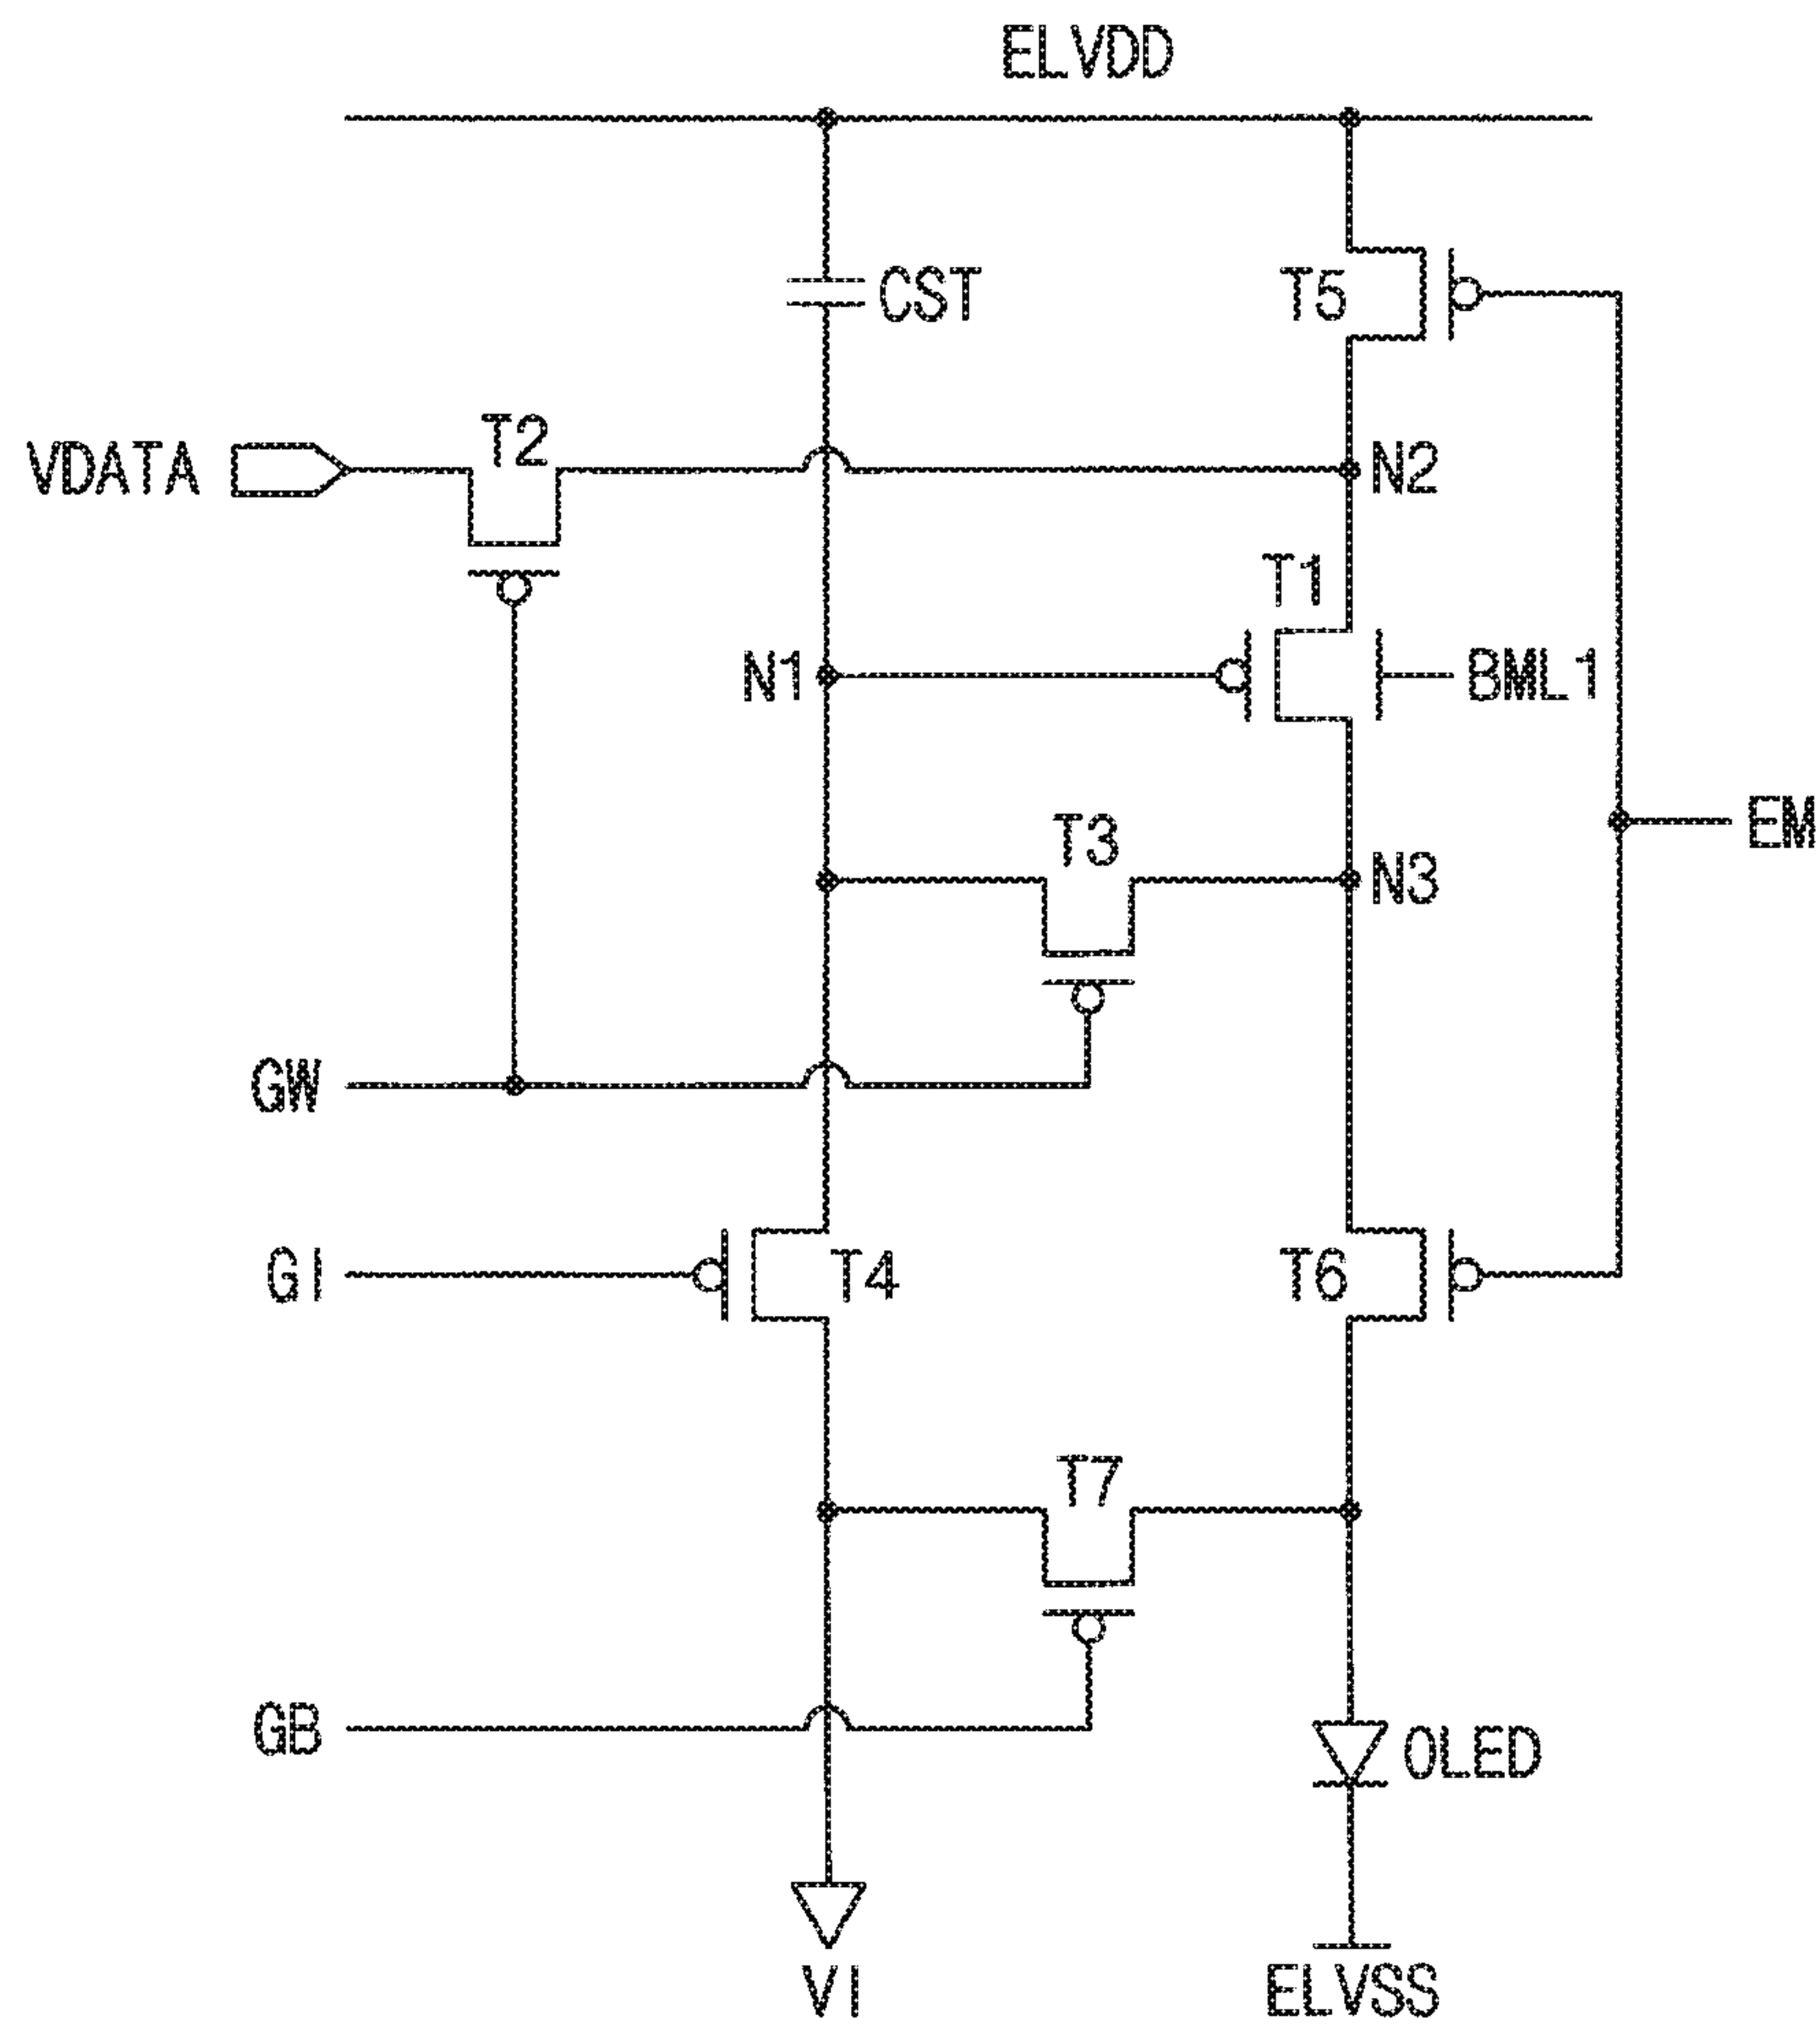 ELVDD
CST
T5
VDATA
T2
N2
T1
N1
BML1
T3
EM
N3
GW
GI
T4
T6
T7
GB
OLED
VI
ELVSS